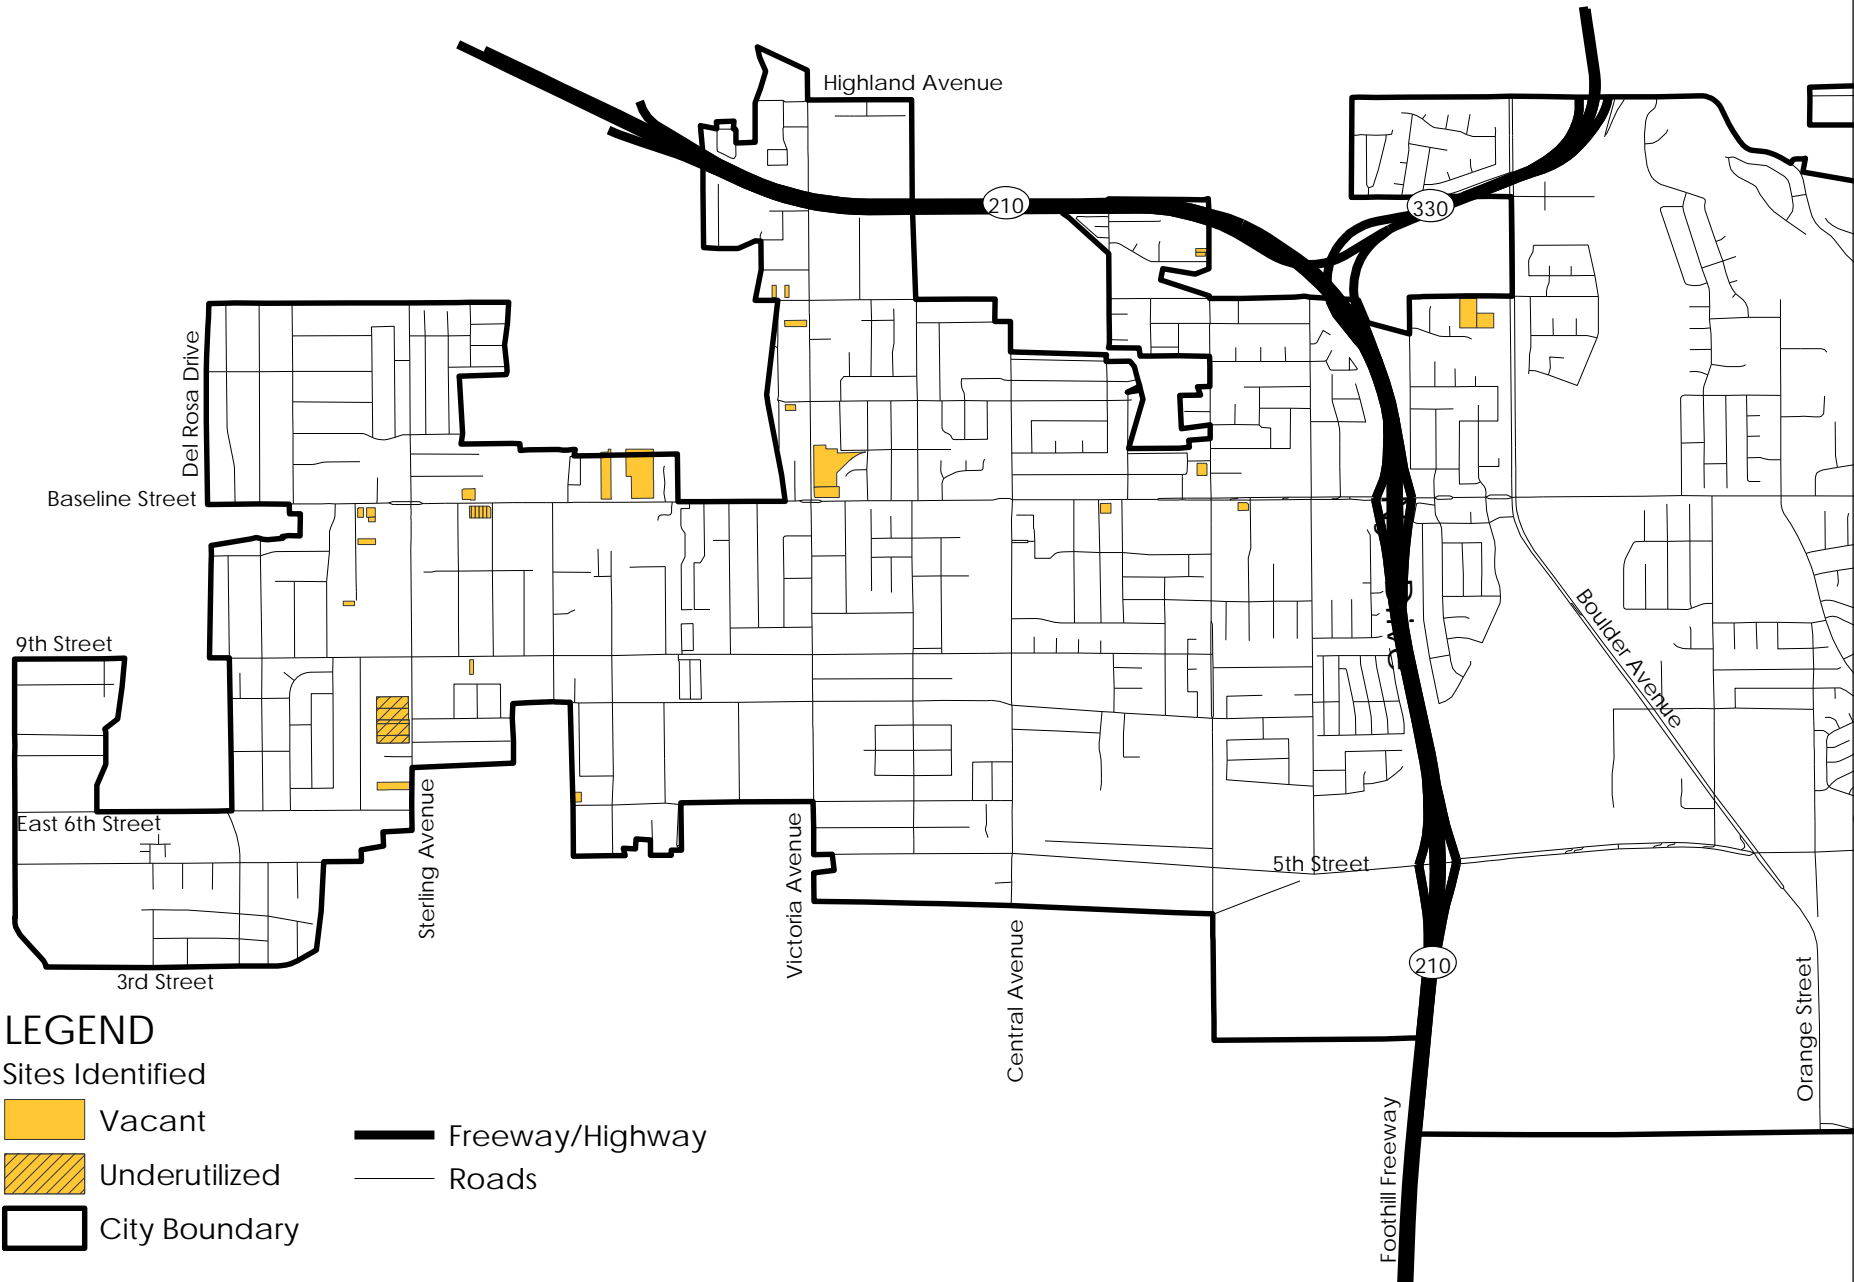 Highland Avenue
210
330
Del Rosa Drive
Baseline Street
Boulder Avenue
9th Street
East 6th Street
Sterling Avenue
Victoria Avenue
5th Street
Central Avenue
210
Orange Street
3rd Street
Foothill Freeway
LEGEND
Sites Identified
Vacant
Underutilized
City Boundary
Freeway/Highway
Roads